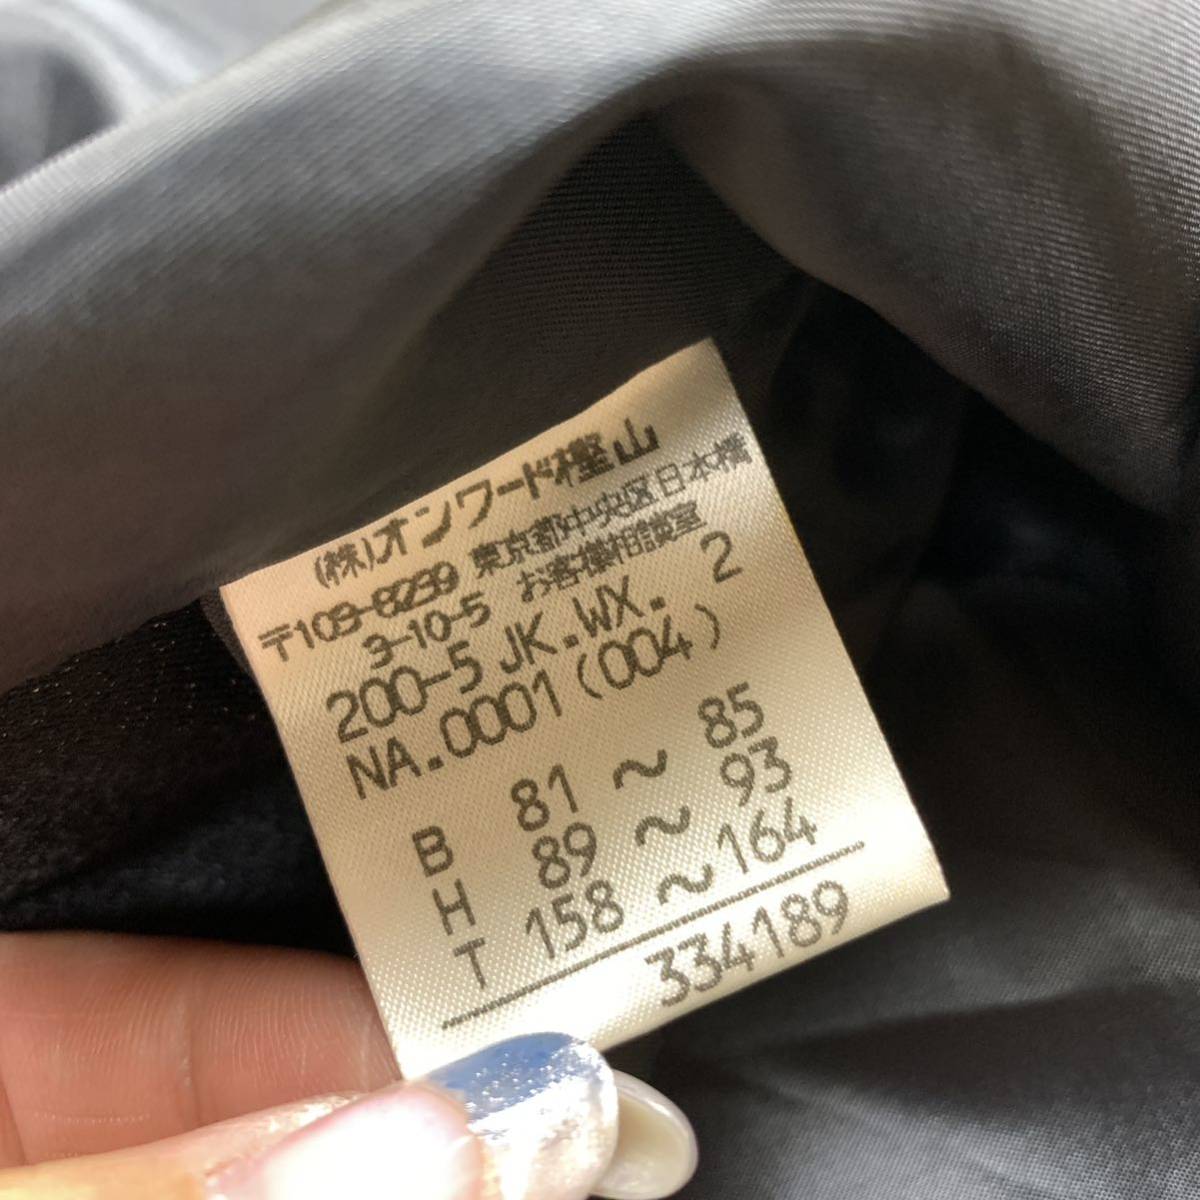 (株)オンワード樫山
〒103-8239 東京都中央区日本橋
3-10-5 お客様相談室
200-5 JK.WX. 2
NA.0001(004)
B 81 ~ 85
H 89 ~ 93
T 158 ~ 164
334189